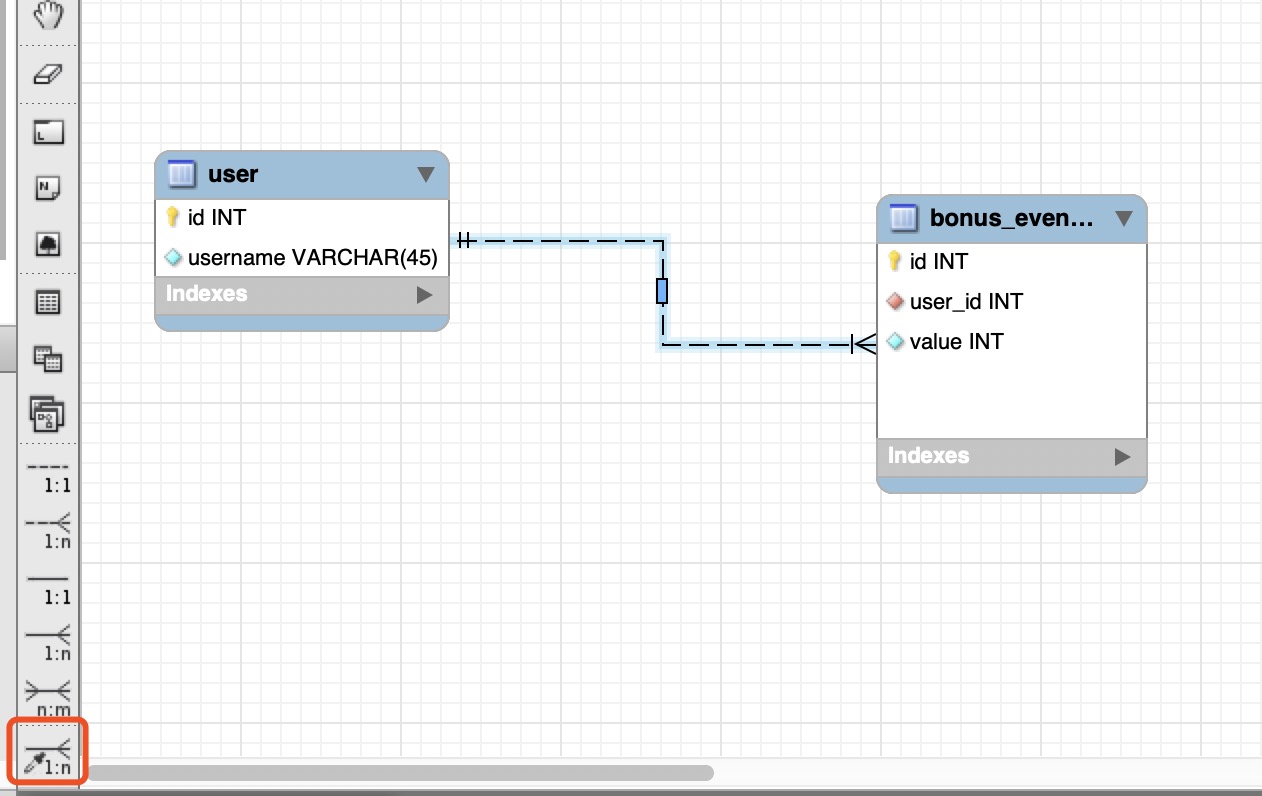 user
id INT
username VARCHAR(45)
Indexes
bonus_even...
id INT
user_id INT
value INT
Indexes
N
1:1
1:n
1:1
1:n
n:m
1:n